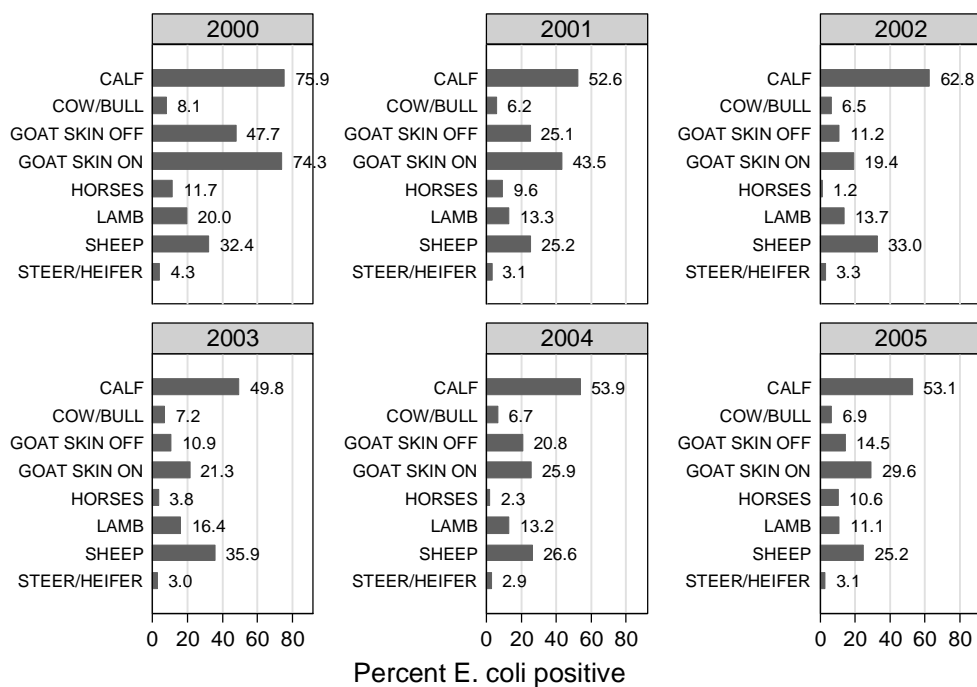 2000
CALF 75.9
COW/BULL 8.1
GOAT SKIN OFF 47.7
GOAT SKIN ON 74.3
HORSES 11.7
LAMB 20.0
SHEEP 32.4
STEER/HEIFER 4.3
2001
CALF 52.6
COW/BULL 6.2
GOAT SKIN OFF 25.1
GOAT SKIN ON 43.5
HORSES 9.6
LAMB 13.3
SHEEP 25.2
STEER/HEIFER 3.1
2002
CALF 62.8
COW/BULL 6.5
GOAT SKIN OFF 11.2
GOAT SKIN ON 19.4
HORSES 1.2
LAMB 13.7
SHEEP 33.0
STEER/HEIFER 3.3
2003
CALF 49.8
COW/BULL 7.2
GOAT SKIN OFF 10.9
GOAT SKIN ON 21.3
HORSES 3.8
LAMB 16.4
SHEEP 35.9
STEER/HEIFER 3.0
0 20 40 60 80
2004
CALF 53.9
COW/BULL 6.7
GOAT SKIN OFF 20.8
GOAT SKIN ON 25.9
HORSES 2.3
LAMB 13.2
SHEEP 26.6
STEER/HEIFER 2.9
0 20 40 60 80
2005
CALF 53.1
COW/BULL 6.9
GOAT SKIN OFF 14.5
GOAT SKIN ON 29.6
HORSES 10.6
LAMB 11.1
SHEEP 25.2
STEER/HEIFER 3.1
0 20 40 60 80
Percent E. coli positive